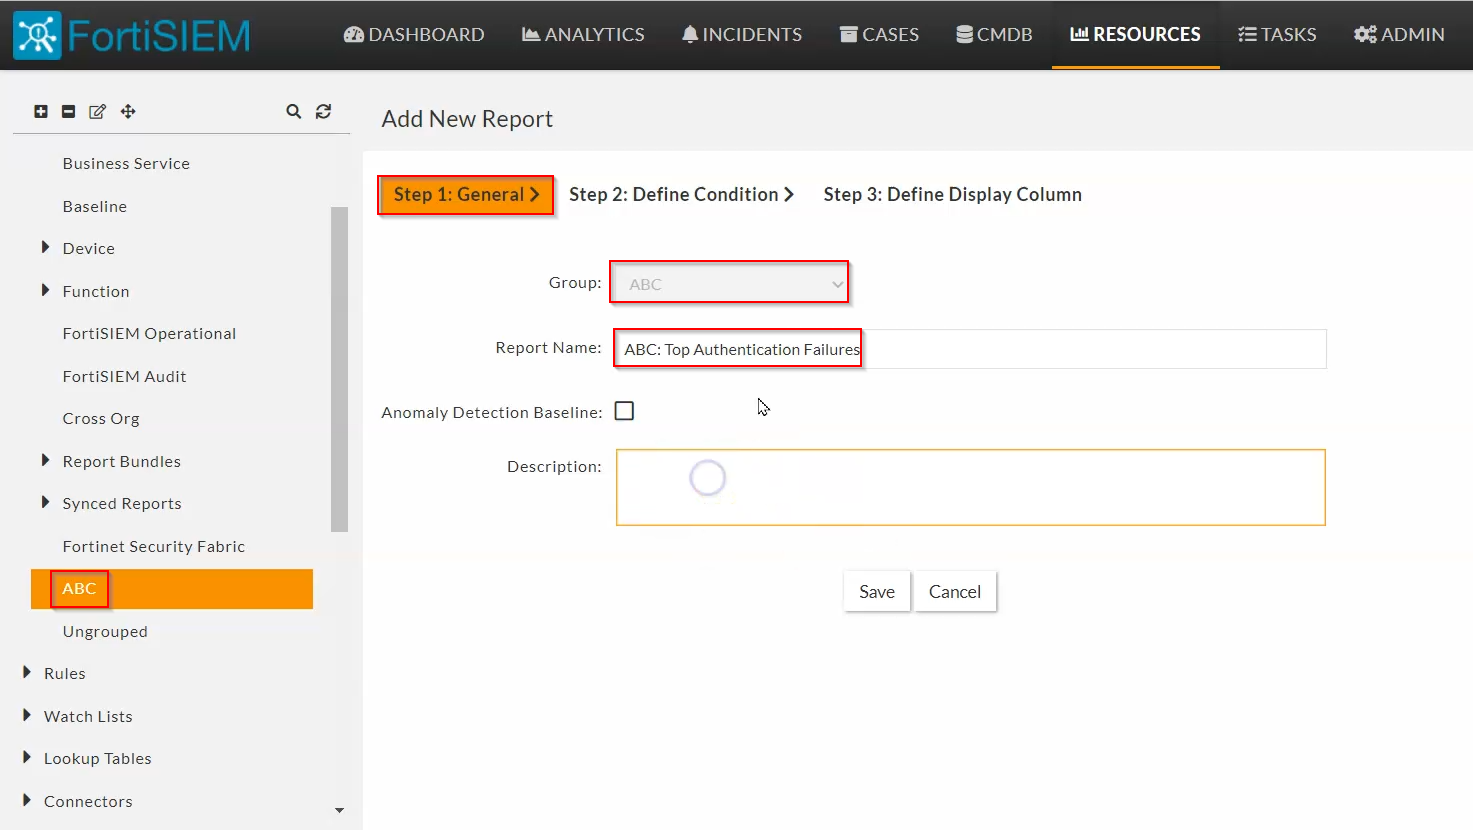 FortiSIEM
DASHBOARD ANALYTICS INCIDENTS CASES CMDB RESOURCES TASKS ADMIN
Business Service
Baseline
Device
Function
FortiSIEM Operational
FortiSIEM Audit
Cross Org
Report Bundles
Synced Reports
Fortinet Security Fabric
ABC
Ungrouped
Rules
Watch Lists
Lookup Tables
Connectors
Add New Report
Step 1: General Step 2: Define Condition Step 3: Define Display Column
Group: ABC
Report Name: ABC: Top Authentication Failures
Anomaly Detection Baseline:
Description:
Save Cancel